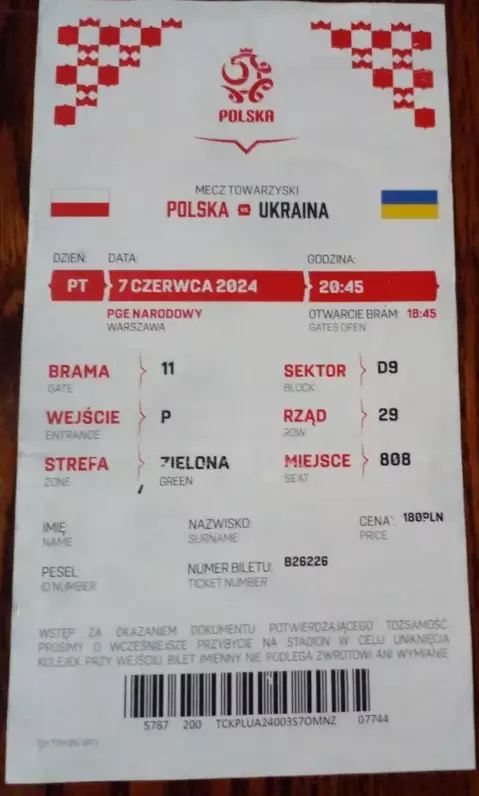 POLSKA
MECZ TOWARZYSKI
POLSKA VS UKRAINA
DZIEŃ: DATA: GODZINA:
PT 7 CZERWCA 2024 20:45
PGE NARODOWY OTWARCIE BRAM: 18:45
WARSZAWA GATES OPEN
BRAMA 11 SEKTOR D9
GATE BLOCK
WEJŚCIE P RZĄD 29
ENTRANCE ROW
STREFA ZIELONA MIEJSCE 808
ZONE GREEN SEAT
IMIĘ: NAZWISKO: CENA: 180PLN
NAME SURNAME PRICE
PESEL: NUMER BILETU: B26226
ID NUMBER TICKET NUMBER
WSTĘP ZA OKAZANIEM DOKUMENTU POTWIERDZAJĄCEGO TOŻSAMOŚĆ.
PROSIMY O WCZEŚNIEJSZE PRZYBYCIE NA STADION W CELU UNIKNIĘCIA
KOLEJEK PRZY WEJŚCIU. BILET IMIENNY NIE PODLEGA ZWROTOWI ANI WYMIANIE.
5787 200 TCKPLUA24003S7OMNZ 07744